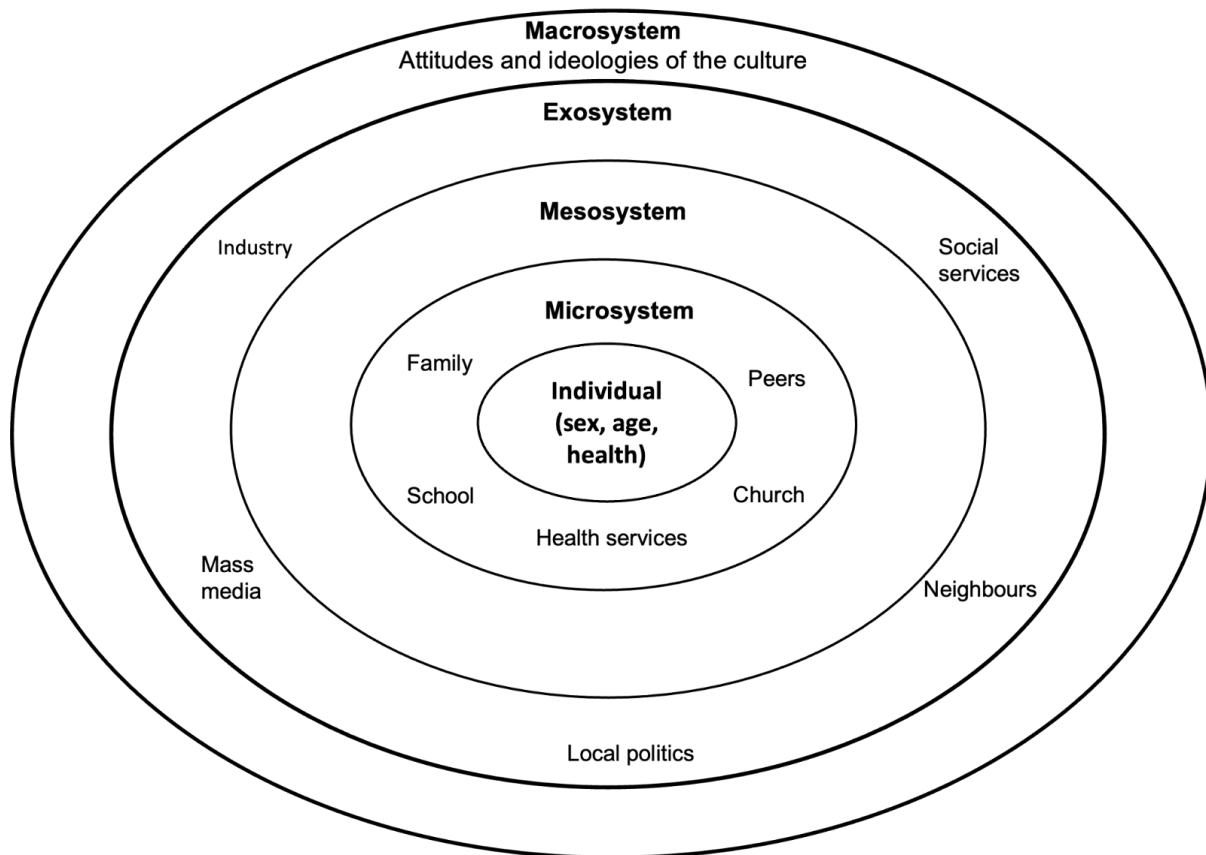 Macrosystem
Attitudes and ideologies of the culture
Exosystem
Mesosystem
Industry
Social
services
Microsystem
Family
Peers
Individual
(sex, age,
health)
School
Church
Health services
Mass
media
Neighbours
Local politics